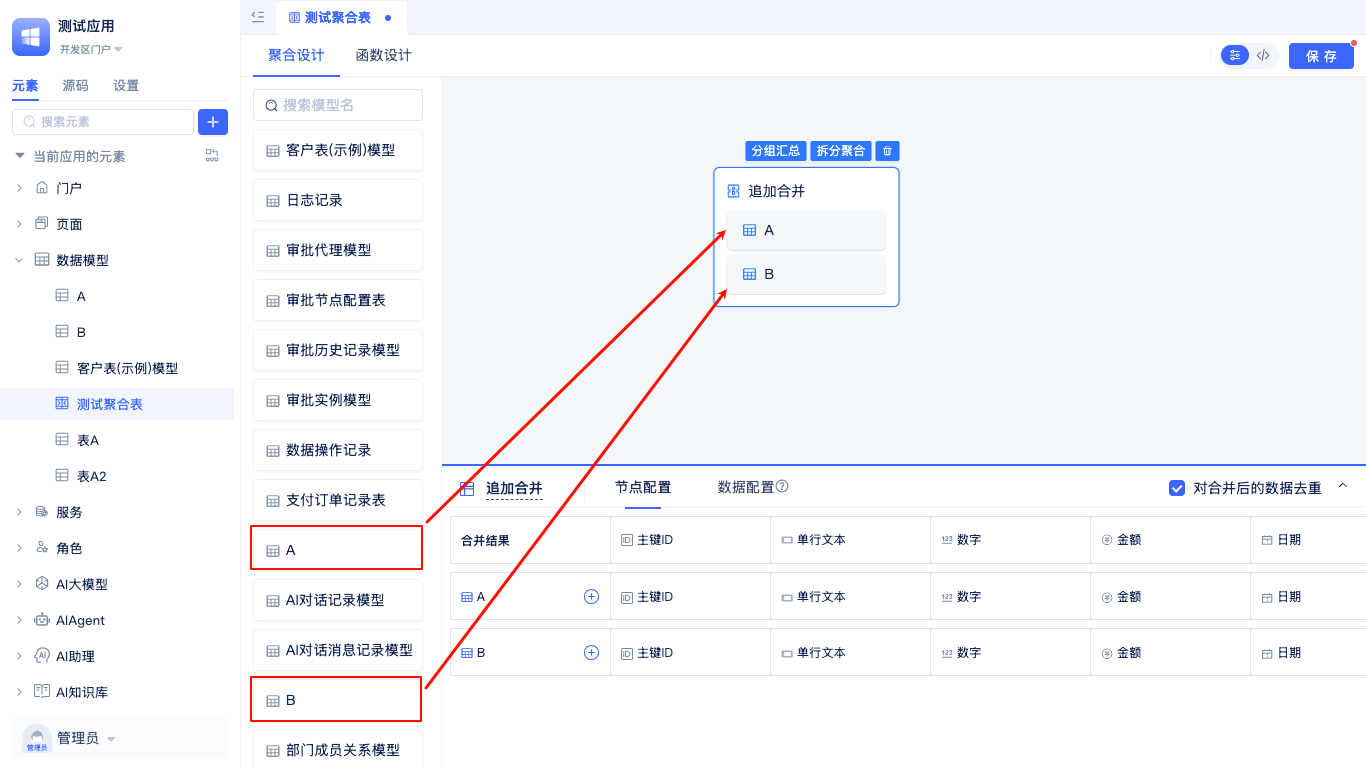 测试应用
开发区门户
元素 源码 设置
搜索元素
当前应用的元素
门户
页面
数据模型
A
B
客户表(示例)模型
测试聚合表
表A
表A2
服务
角色
AI大模型
AIAgent
AI助理
AI知识库
管理员
管理员
测试聚合表
聚合设计 函数设计
保存
搜索模型名
客户表(示例)模型
日志记录
审批代理模型
审批节点配置表
审批历史记录模型
审批实例模型
数据操作记录
支付订单记录表
A
AI对话记录模型
AI对话消息记录模型
B
部门成员关系模型
分组汇总 拆分聚合
追加合并
A
B
追加合并 节点配置 数据配置 对合并后的数据去重
合并结果 主键ID 单行文本 数字 金额 日期
A 主键ID 单行文本 数字 金额 日期
B 主键ID 单行文本 数字 金额 日期